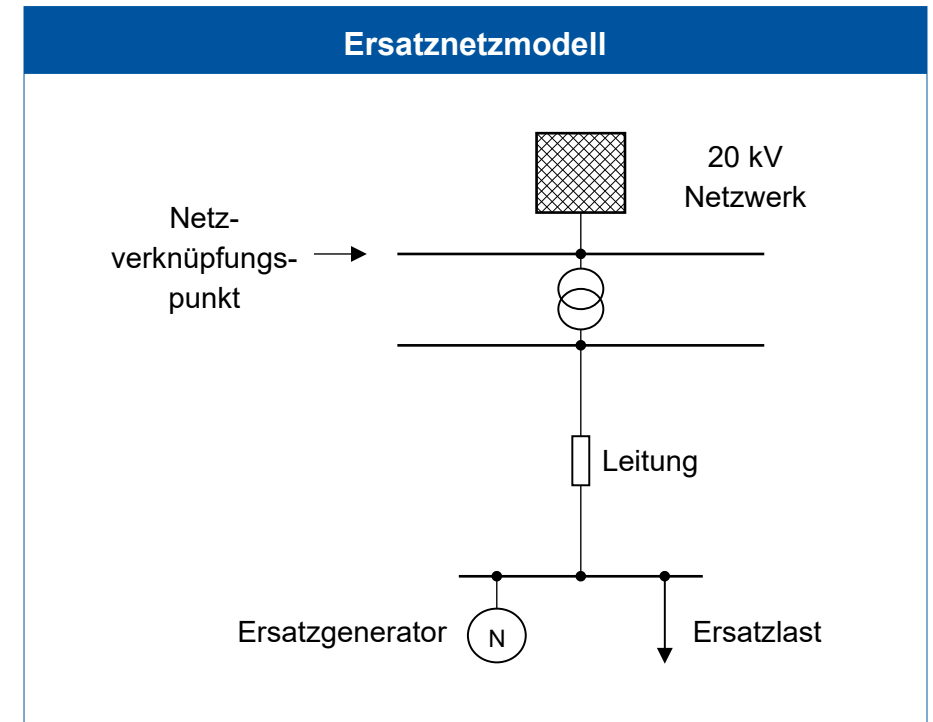 Ersatznetzmodell
20 kV
Netzwerk
Netz-
verknüpfungs-
punkt
Leitung
Ersatzgenerator
N
Ersatzlast